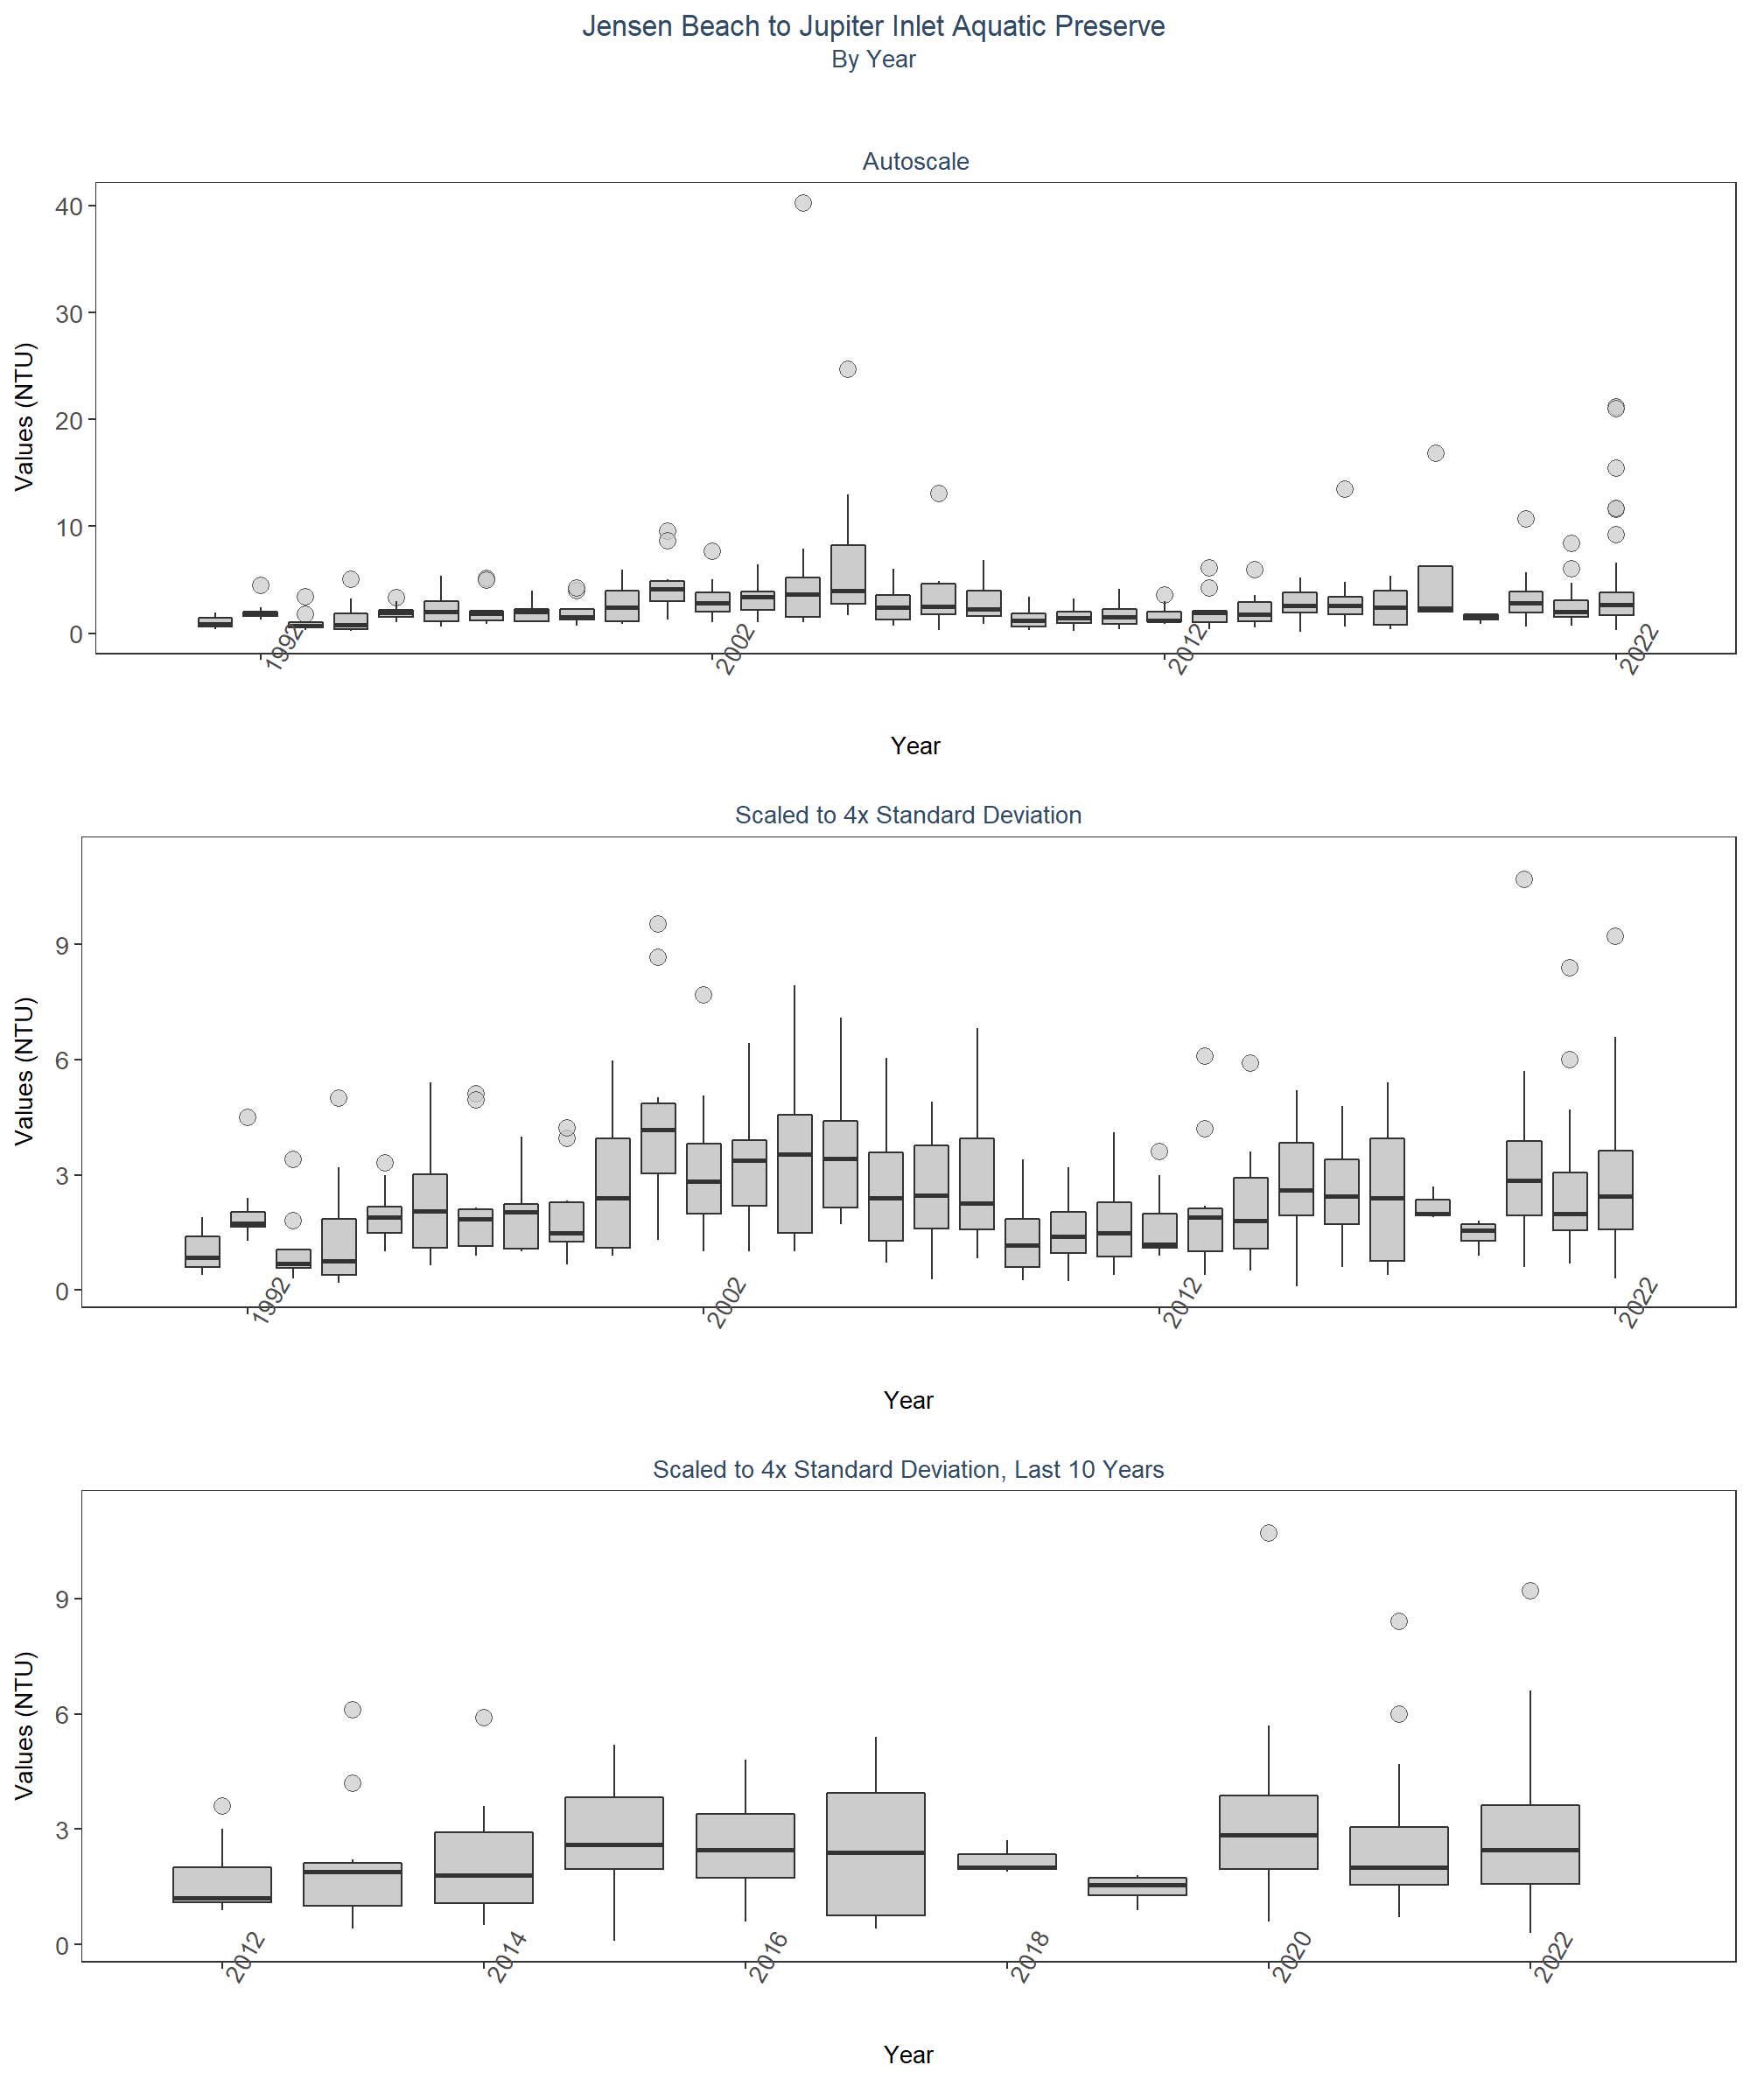 Jensen Beach to Jupiter Inlet Aquatic Preserve
By Year
Autoscale
Values (NTU)
40
30
20
10
0
1992
2002
2012
2022
Year
Scaled to 4x Standard Deviation
Values (NTU)
9
6
3
0
1992
2002
2012
2022
Year
Scaled to 4x Standard Deviation, Last 10 Years
Values (NTU)
9
6
3
0
2012
2014
2016
2018
2020
2022
Year